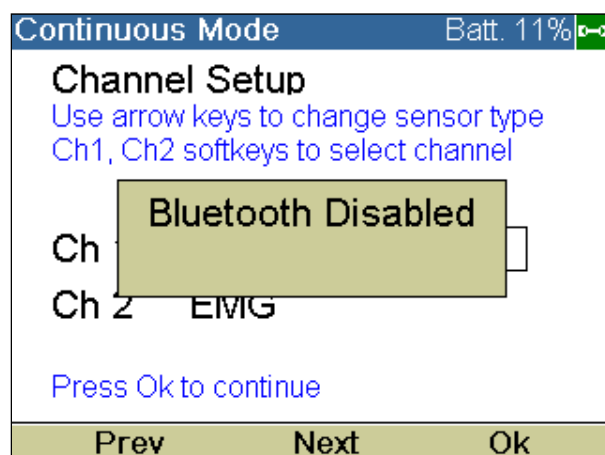 Continuous Mode Batt. 11%
Channel Setup
Use arrow keys to change sensor type
Ch1, Ch2 softkeys to select channel
Bluetooth Disabled
Ch
Ch 2 EMG
Press Ok to continue
Prev Next Ok